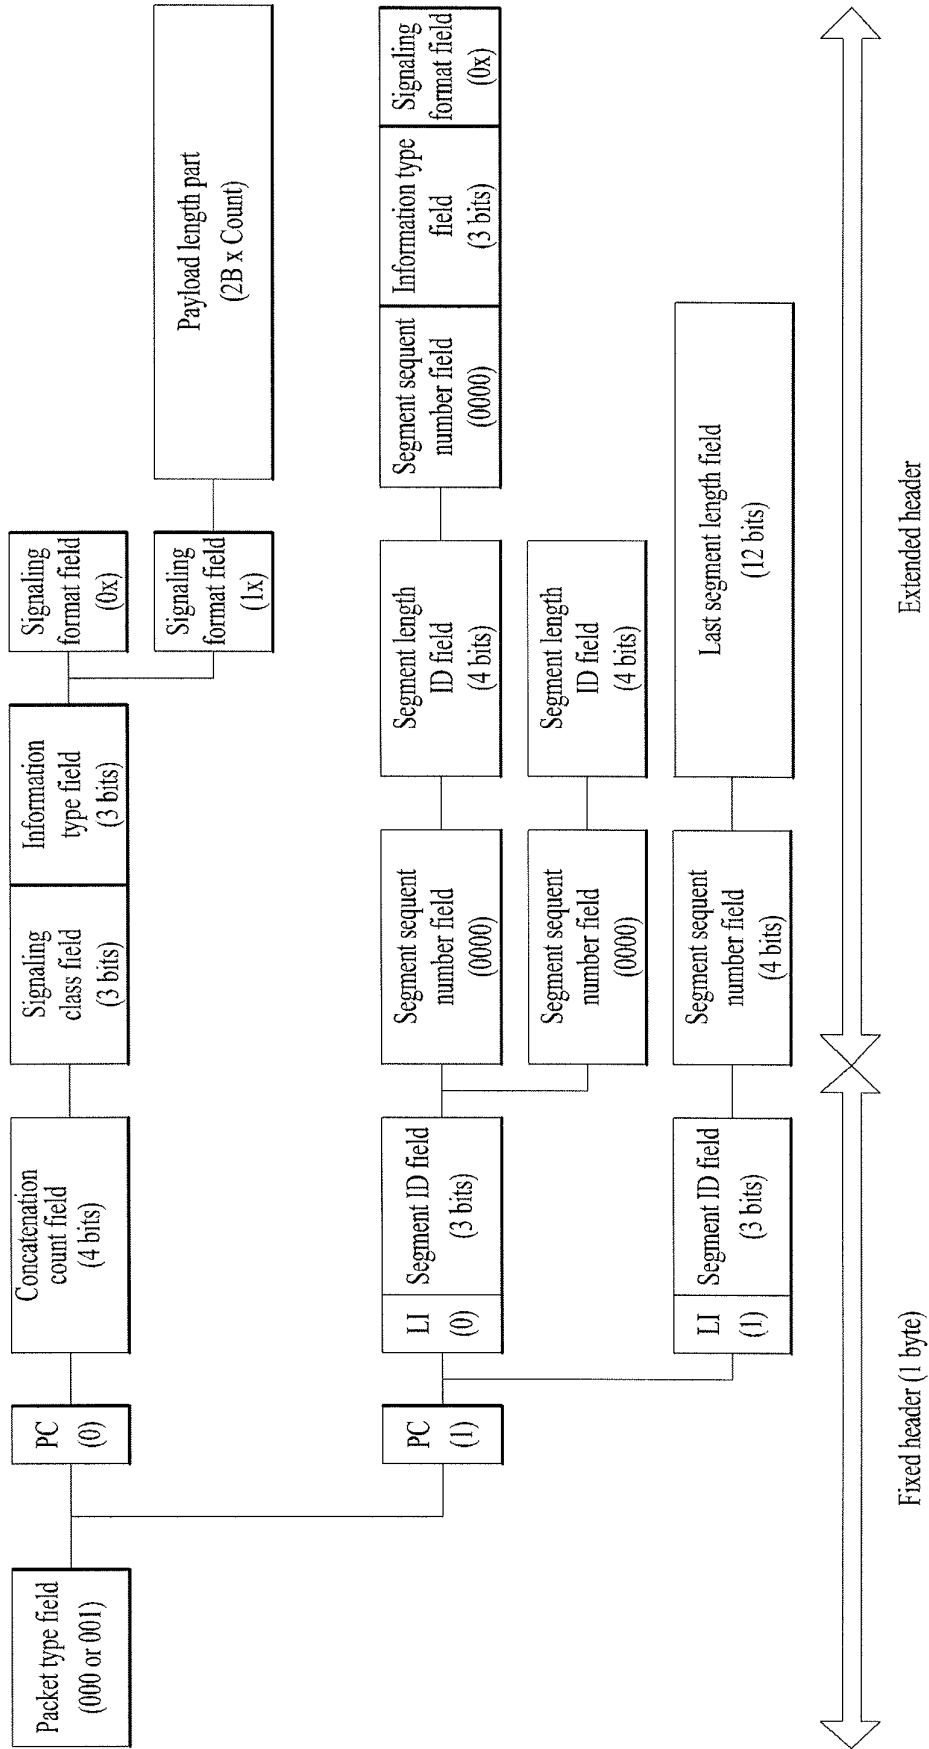 Packet type field
(000 or 001)
PC
(0)
Concatenation
count field
(4 bits)
Signaling
class field
(3 bits)
Information
type field
(3 bits)
Signaling
format field
(0x)
Signaling
format field
(1x)
Payload length part
(2B x Count)
PC
(1)
LI
(0)
Segment ID field
(3 bits)
Segment sequent
number field
(0000)
Segment length
ID field
(4 bits)
Segment sequent
number field
(0000)
Information type
field
(3 bits)
Signaling
format field
(0x)
Segment sequent
number field
(0000)
Segment length
ID field
(4 bits)
LI
(1)
Segment ID field
(3 bits)
Segment sequent
number field
(4 bits)
Last segment length field
(12 bits)
Fixed header (1 byte)
Extended header